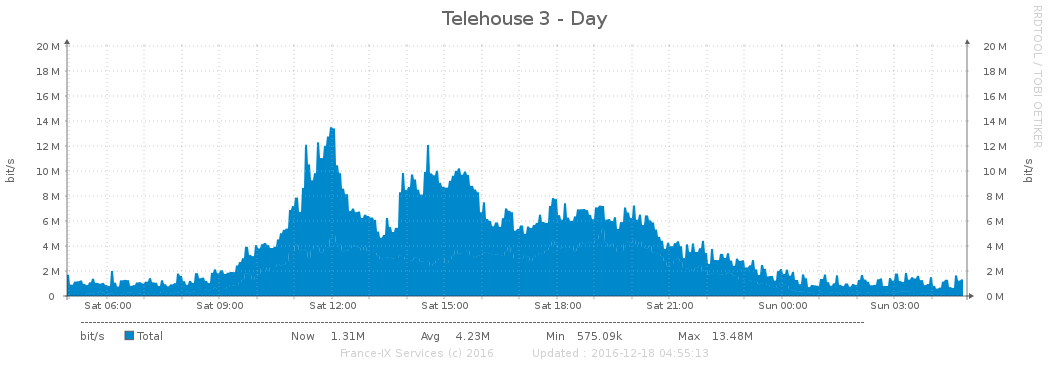 Telehouse 3 - Day
RRDTOOL / TOBI OETIKER
bit/s
bit/s
20 M 20 M
18 M 18 M
16 M 16 M
14 M 14 M
12 M 12 M
10 M 10 M
8 M 8 M
6 M 6 M
4 M 4 M
2 M 2 M
0 0 M
Sat 06:00 Sat 09:00 Sat 12:00 Sat 15:00 Sat 18:00 Sat 21:00 Sun 00:00 Sun 03:00
bit/s Total Now 1.31M Avg 4.23M Min 575.09k Max 13.48M
France-IX Services (c) 2016 Updated : 2016-12-18 04:55:13